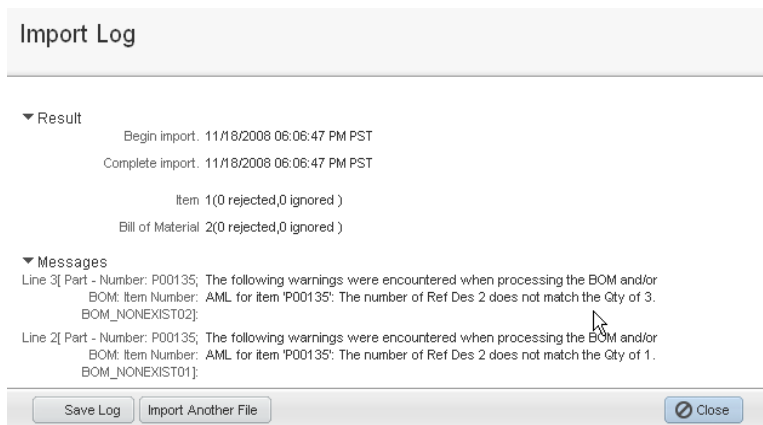 Import Log
Result
Begin import. 11/18/2008 06:06:47 PM PST
Complete import. 11/18/2008 06:06:47 PM PST
Item 1(0 rejected,0 ignored )
Bill of Material 2(0 rejected,0 ignored )
Messages
Line 3[ Part - Number: P00135; The following warnings were encountered when processing the BOM and/or
BOM: Item Number: AML for item 'P00135': The number of Ref Des 2 does not match the Qty of 3.
BOM_NONEXIST02]:
Line 2[ Part - Number: P00135; The following warnings were encountered when processing the BOM and/or
BOM: Item Number: AML for item 'P00135': The number of Ref Des 2 does not match the Qty of 1.
BOM_NONEXIST01]:
Save Log Import Another File Close